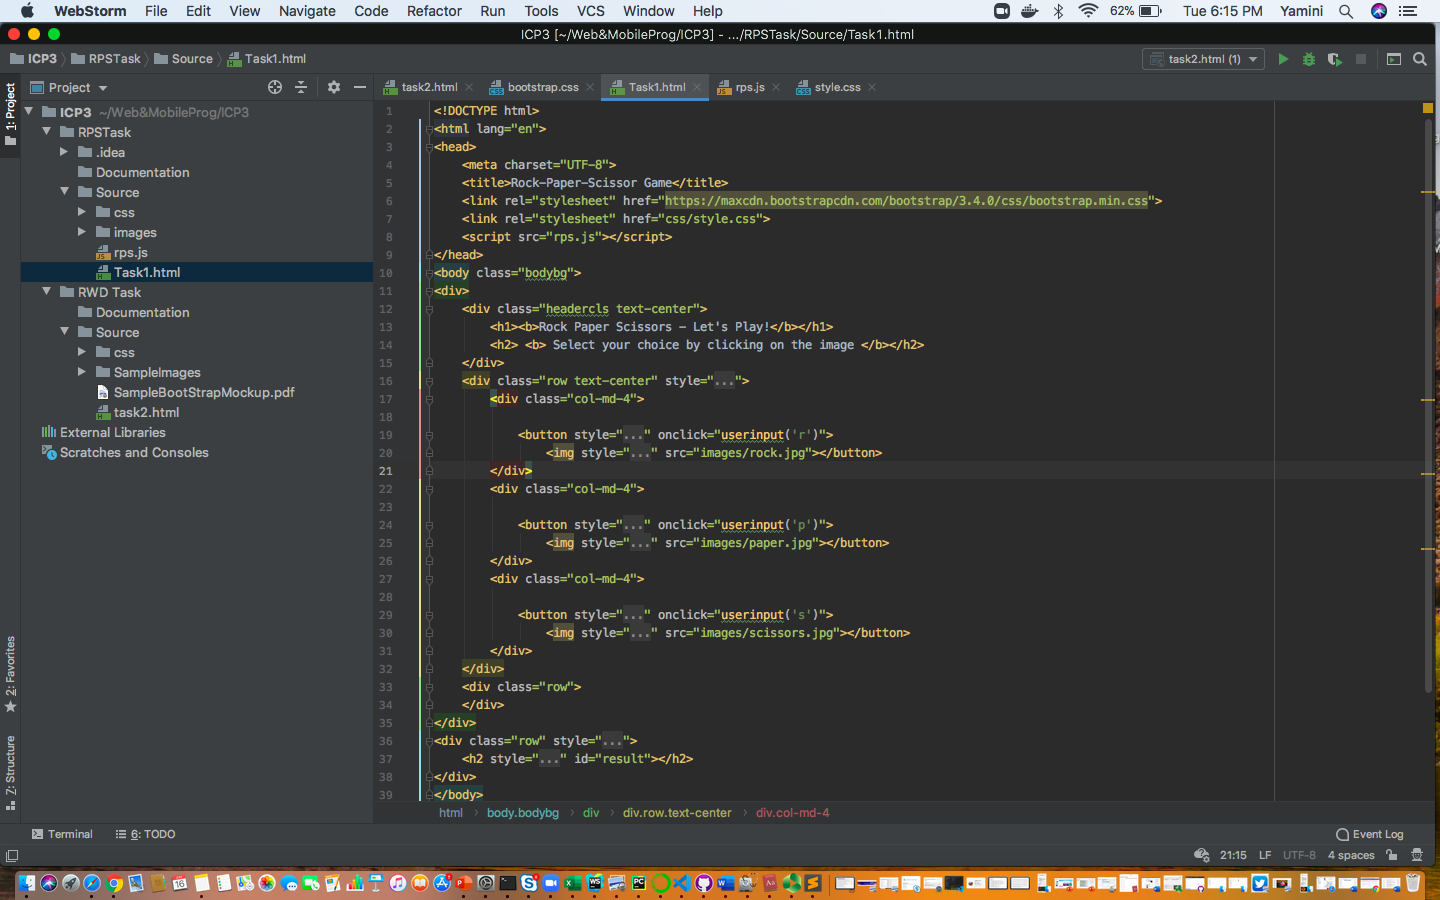 WebStorm File Edit View Navigate Code Refactor Run Tools VCS Window Help 62% Tue 6:15 PM Yamini
ICP3 [~/Web&MobileProg/ICP3] - .../RPSTask/Source/Task1.html
ICP3 RPSTask Source Task1.html task2.html (1)
Project
task2.html bootstrap.css Task1.html rps.js style.css
1: Project
2: Favorites
7: Structure
ICP3 ~/Web&MobileProg/ICP3
RPSTask
.idea
Documentation
Source
css
images
rps.js
Task1.html
RWD Task
Documentation
Source
css
SampleImages
SampleBootStrapMockup.pdf
task2.html
External Libraries
Scratches and Consoles
1 <!DOCTYPE html>
2 <html lang="en">
3 <head>
4 <meta charset="UTF-8">
5 <title>Rock-Paper-Scissor Game</title>
6 <link rel="stylesheet" href="https://maxcdn.bootstrapcdn.com/bootstrap/3.4.0/css/bootstrap.min.css">
7 <link rel="stylesheet" href="css/style.css">
8 <script src="rps.js"></script>
9 </head>
10 <body class="bodybg">
11 <div>
12 <div class="headercls text-center">
13 <h1><b>Rock Paper Scissors - Let's Play!</b></h1>
14 <h2> <b> Select your choice by clicking on the image </b></h2>
15 </div>
16 <div class="row text-center" style="...">
17 <div class="col-md-4">
18
19 <button style="..." onclick="userinput('r')">
20 <img style="..." src="images/rock.jpg"></button>
21 </div>
22 <div class="col-md-4">
23
24 <button style="..." onclick="userinput('p')">
25 <img style="..." src="images/paper.jpg"></button>
26 </div>
27 <div class="col-md-4">
28
29 <button style="..." onclick="userinput('s')">
30 <img style="..." src="images/scissors.jpg"></button>
31 </div>
32 </div>
33 <div class="row">
34 </div>
35 </div>
36 <div class="row" style="...">
37 <h2 style="..." id="result"></h2>
38 </div>
39 </body>
html body.bodybg div div.row.text-center div.col-md-4
Terminal 6: TODO Event Log
21:15 LF UTF-8 4 spaces